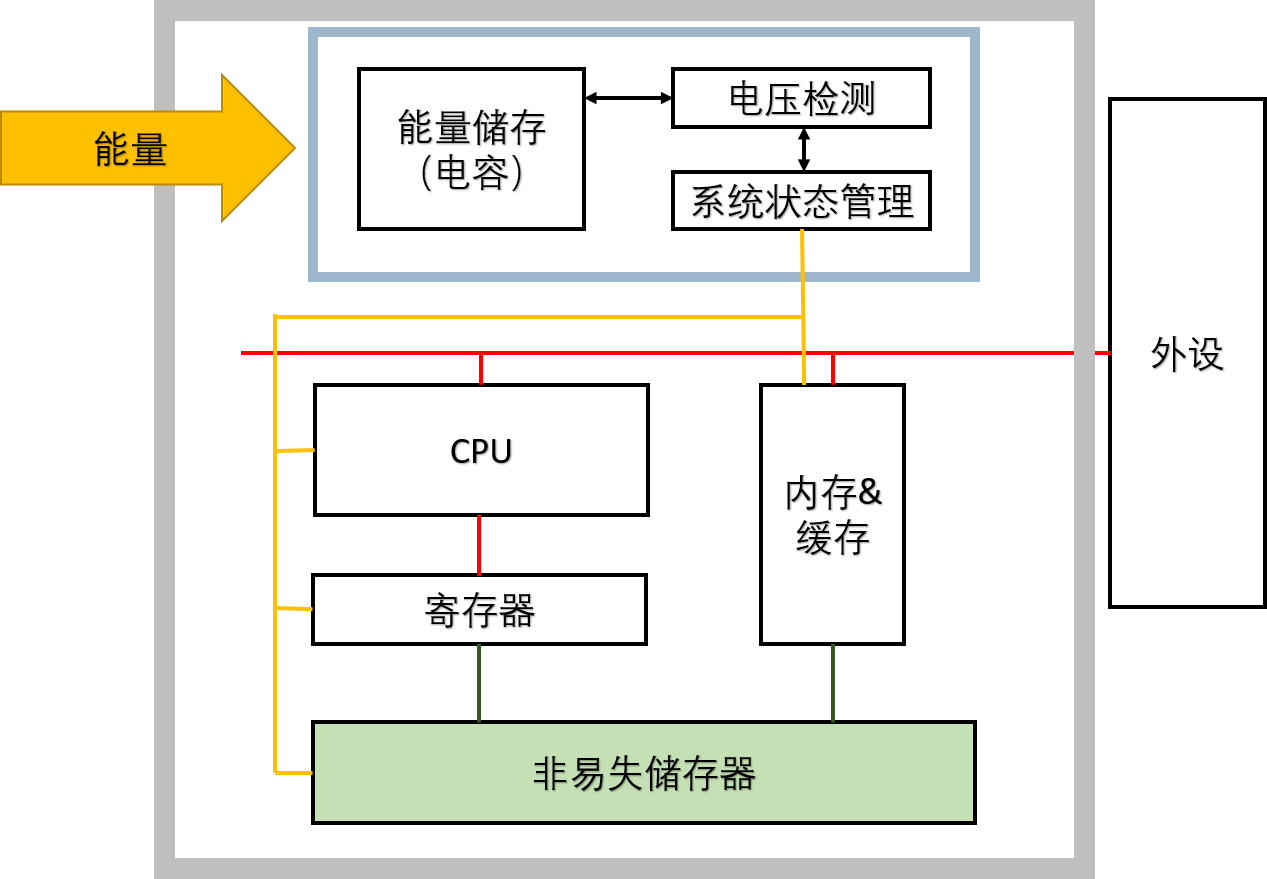 能量
能量储存
（电容）
电压检测
系统状态管理
外设
CPU
内存&
缓存
寄存器
非易失储存器